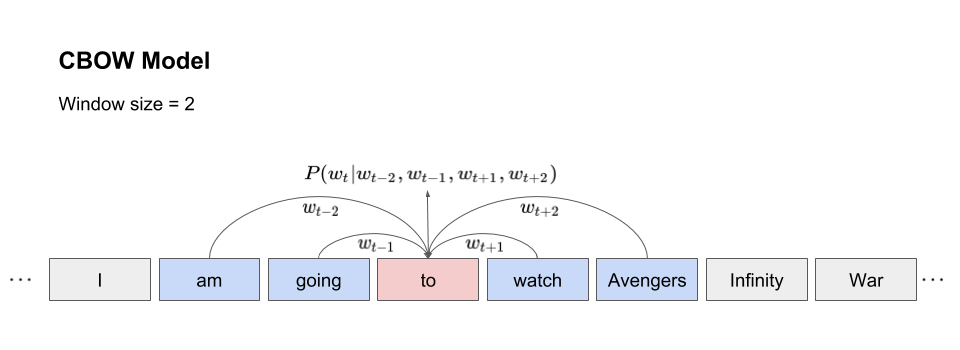 CBOW Model
Window size = 2
P(w_t|w_{t-2}, w_{t-1}, w_{t+1}, w_{t+2})
w_{t-2} w_{t+2}
w_{t-1} w_{t+1}
... I am going to watch Avengers Infinity War ...